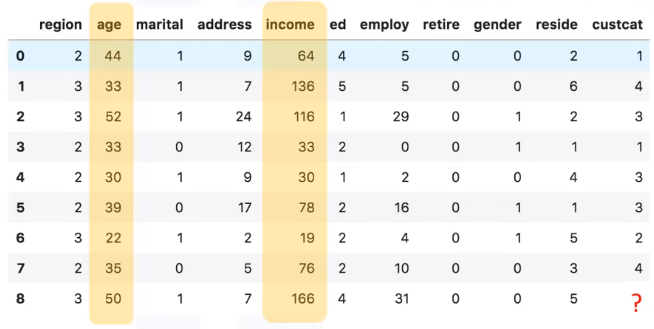 region age marital address income ed employ retire gender reside custcat
0 2 44 1 9 64 4 5 0 0 2 1
1 3 33 1 7 136 5 5 0 0 6 4
2 3 52 1 24 116 1 29 0 1 2 3
3 2 33 0 12 33 2 0 0 1 1 1
4 2 30 1 9 30 1 2 0 0 4 3
5 2 39 0 17 78 2 16 0 1 1 3
6 3 22 1 2 19 2 4 0 1 5 2
7 2 35 0 5 76 2 10 0 0 3 4
8 3 50 1 7 166 4 31 0 0 5 ?